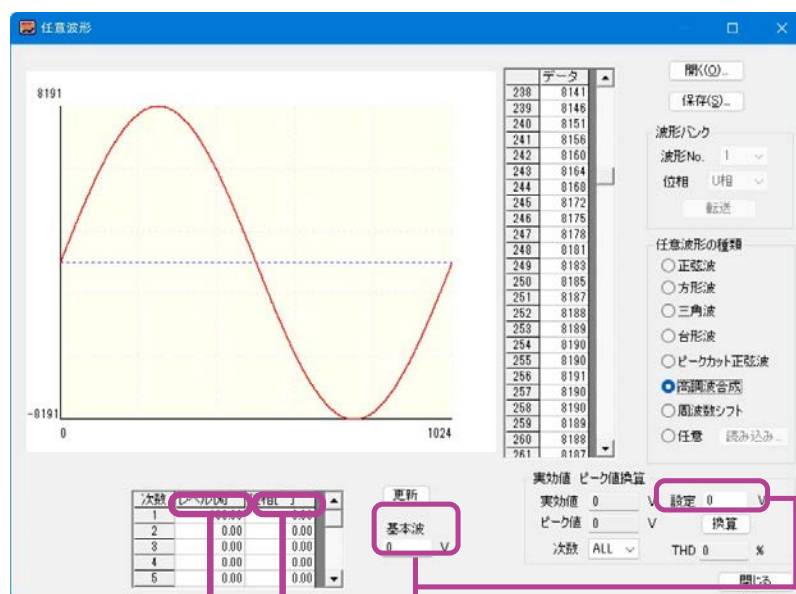 任意波形
8191
-8191
0
1024
データ
238 8141
239 8146
240 8151
241 8156
242 8160
243 8164
244 8168
245 8172
246 8175
247 8178
248 8181
249 8183
250 8185
251 8187
252 8188
253 8189
254 8190
255 8190
256 8191
257 8190
258 8190
259 8189
260 8188
261 8187
開く(O)...
保存(S)...
波形バンク
波形No. 1
位相 U相
転送
任意波形の種類
正弦波
方形波
三角波
台形波
ピークカット正弦波
高調波合成
周波数シフト
任意 読み込み...
次数
1 0.00
2 0.00 0.00
3 0.00 0.00
4 0.00 0.00
5 0.00 0.00
更新
基本波
0 V
実効値 ピーク値換算
実効値 0 V 設定 0 V
ピーク値 0 V 換算
次数 ALL THD 0 %
閉じる